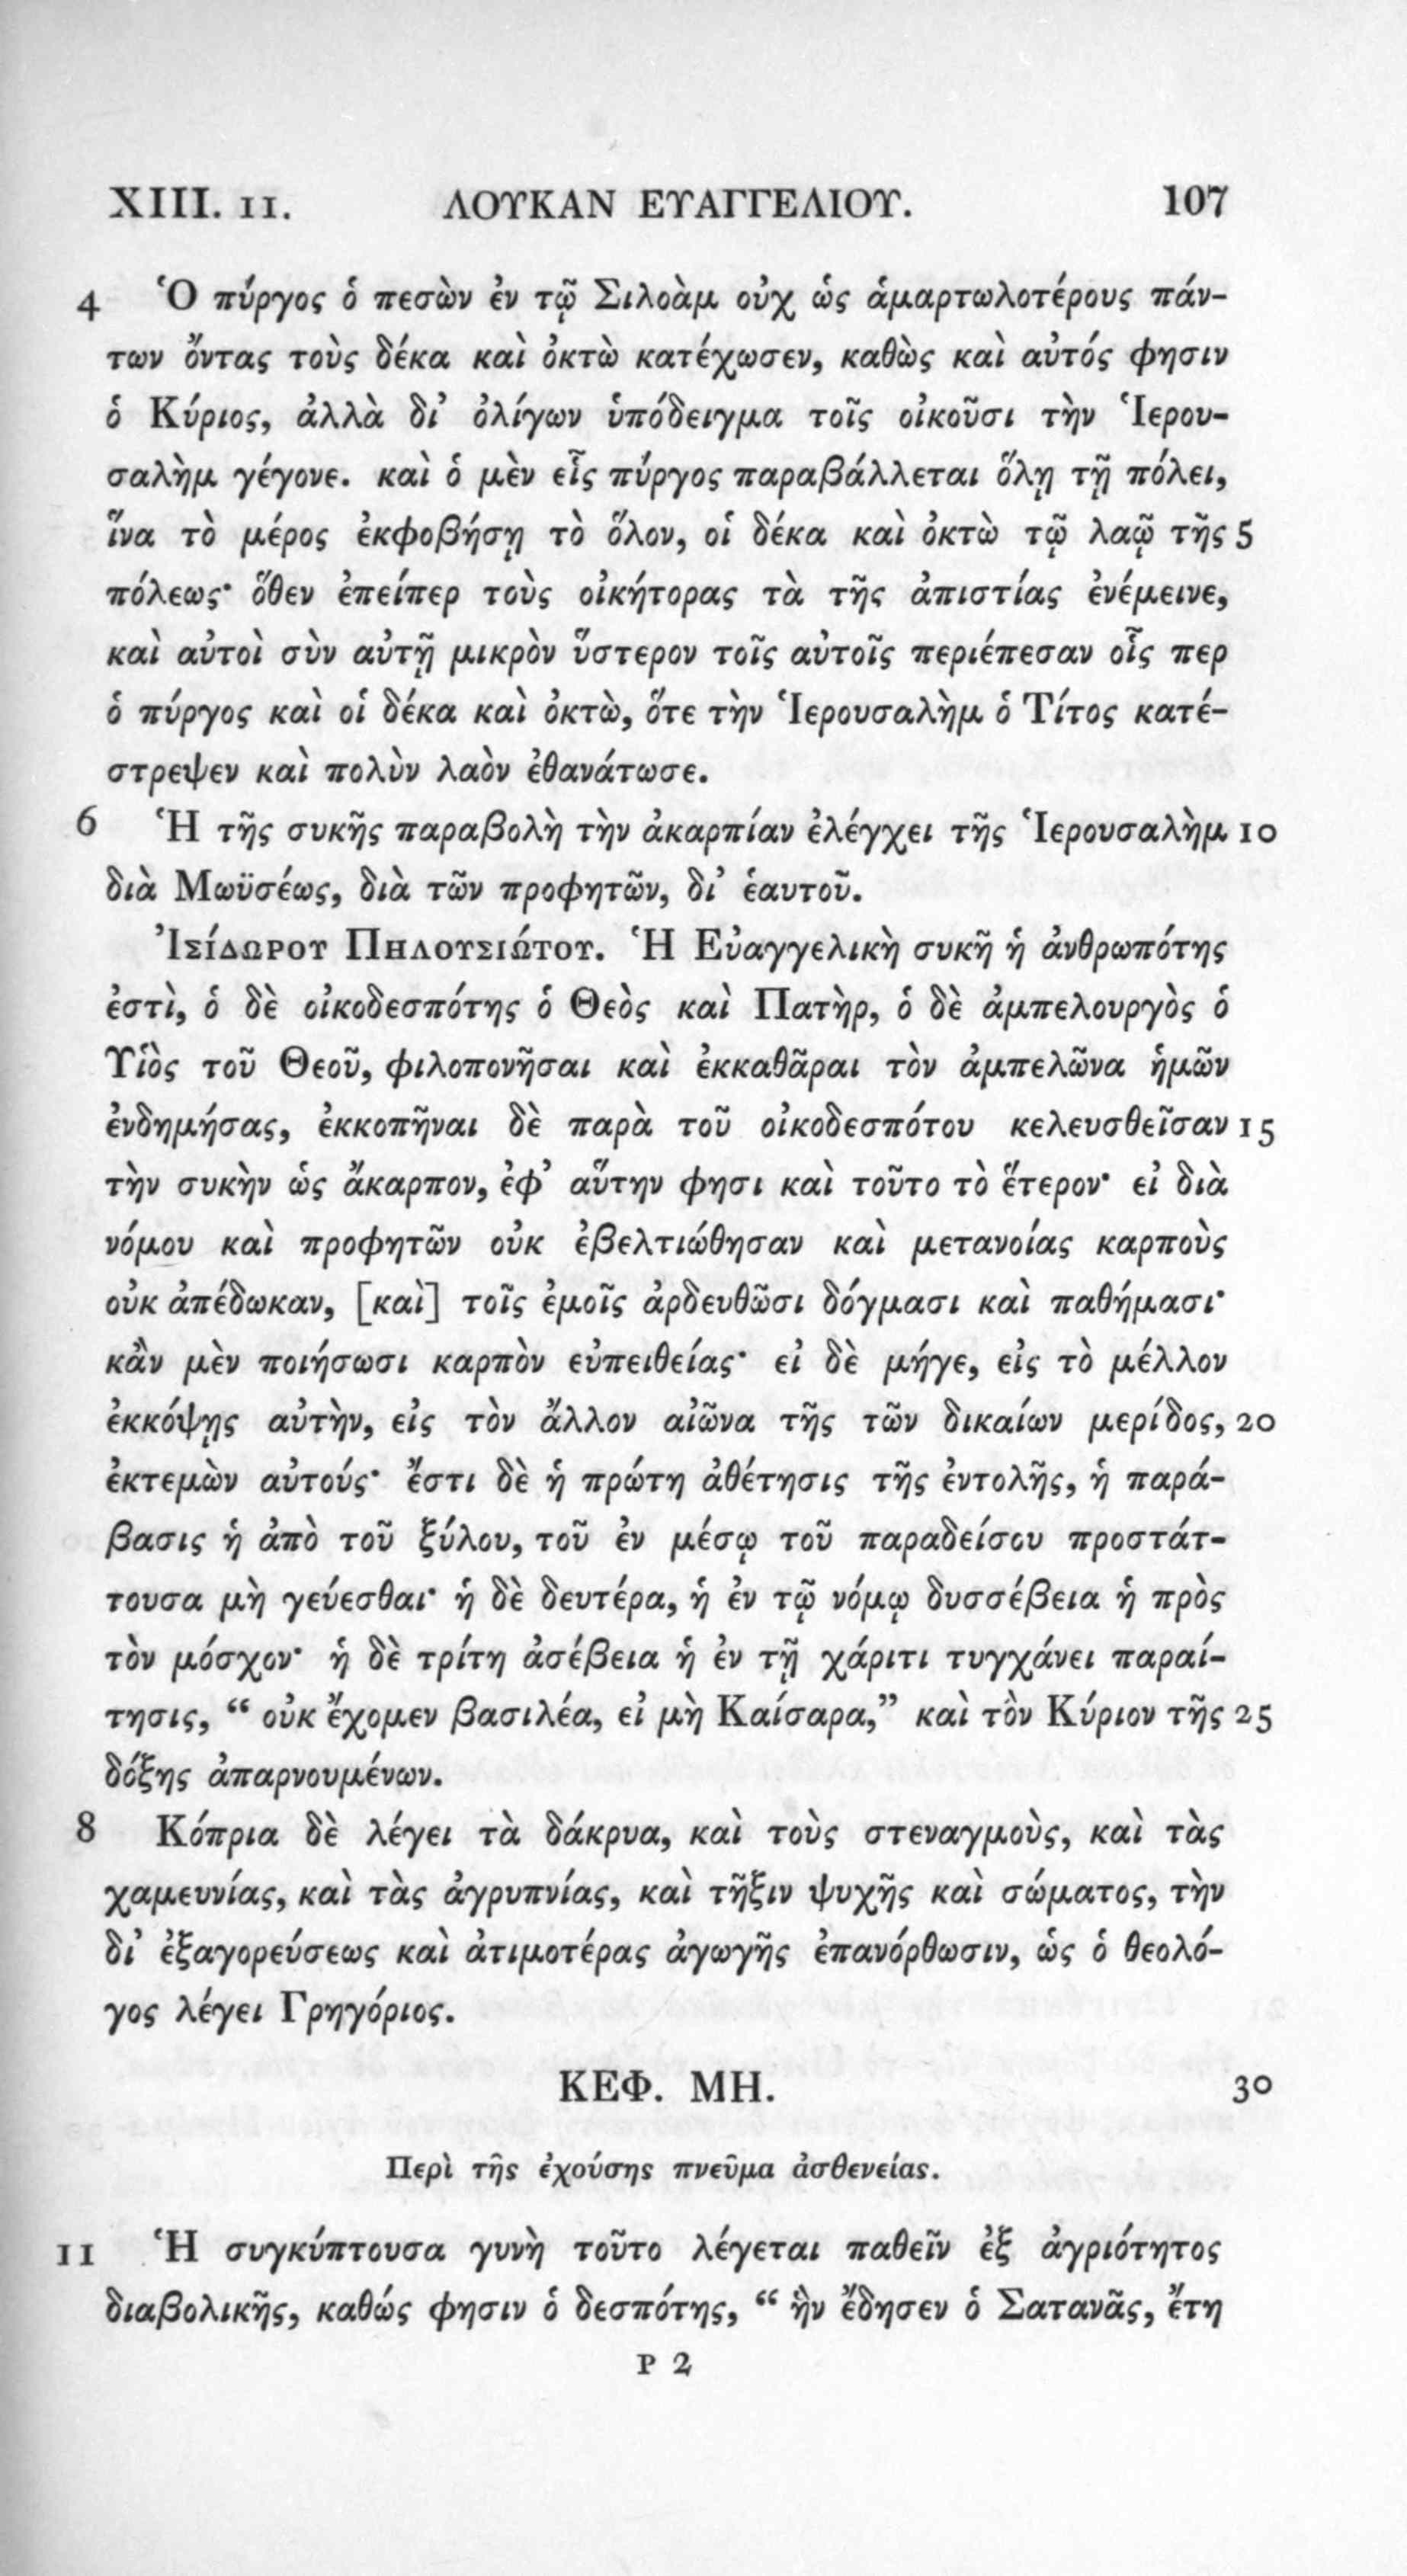 XIII. 11. ΛΟΥΚΑΝ ΕΥΑΓΓΕΛΙΟΥ. 107
4 Ὁ πύργος ὁ πεσὼν ἐν τῷ Σιλοὰμ οὐχ ὡς ἁμαρτωλοτέρους πάν-
των ὄντας τοὺς δέκα καὶ ὀκτὼ κατέχωσεν, καθὼς καὶ αὐτός φησιν
ὁ Κύριος, ἀλλὰ δι’ ὀλίγων ὑπόδειγμα τοῖς οἰκοῦσι τὴν Ἱερου-
σαλὴμ γέγονε. καὶ ὁ μὲν εἷς πύργος παραβάλλεται ὅλῃ τῇ πόλει,
ἵνα τὸ μέρος ἐκφοβήσῃ τὸ ὅλον, οἱ δέκα καὶ ὀκτὼ τῷ λαῷ τῆς 5
πόλεως· ὅθεν ἐπείπερ τοὺς οἰκήτορας τὰ τῆς ἀπιστίας ἐνέμεινε,
καὶ αὐτοὶ σὺν αὐτῇ μικρὸν ὕστερον τοῖς αὐτοῖς περιέπεσαν οἷς περ
ὁ πύργος καὶ οἱ δέκα καὶ ὀκτὼ, ὅτε τὴν Ἱερουσαλὴμ ὁ Τίτος κατέ-
στρεψεν καὶ πολὺν λαὸν ἐθανάτωσε.
6 Ἡ τῆς συκῆς παραβολὴ τὴν ἀκαρπίαν ἐλέγχει τῆς Ἱερουσαλὴμ 10
διὰ Μωϋσέως, διὰ τῶν προφητῶν, δι’ ἑαυτοῦ.
Ἰσίδωρου Πηλουσιώτου. Ἡ Εὐαγγελικὴ συκῆ ἡ ἀνθρωπότης
ἐστὶ, ὁ δὲ οἰκοδεσπότης ὁ Θεὸς καὶ Πατὴρ, ὁ δὲ ἀμπελουργὸς ὁ
Υἱὸς τοῦ Θεοῦ, φιλοπονῆσαι καὶ ἐκκαθᾶραι τὸν ἀμπελῶνα ἡμῶν
ἐνδημήσας, ἐκκοπῆναι δὲ παρὰ τοῦ οἰκοδεσπότου κελευσθεῖσαν 15
τὴν συκὴν ὡς ἄκαρπον, ἐφ’ αὕτην φησι καὶ τοῦτο τὸ ἕτερον· εἰ διὰ
νόμου καὶ προφητῶν οὐκ ἐβελτιώθησαν καὶ μετανοίας καρποὺς
οὐκ ἀπέδωκαν, [καὶ] τοῖς ἐμοῖς ἀρδευθῶσι δόγμασι καὶ παθήμασι·
κἂν μὲν ποιήσωσι καρπὸν εὐπειθείας· εἰ δὲ μήγε, εἰς τὸ μέλλον
ἐκκόψῃς αὐτὴν, εἰς τὸν ἄλλον αἰῶνα τῆς τῶν δικαίων μερίδος, 20
ἐκτεμὼν αὐτούς· ἔστι δὲ ἡ πρώτη ἀθέτησις τῆς ἐντολῆς, ἡ παρά-
βασις ἡ ἀπὸ τοῦ ξύλου, τοῦ ἐν μέσῳ τοῦ παραδείσου προστάτ-
τουσα μὴ γεύεσθαι· ἡ δὲ δευτέρα, ἡ ἐν τῷ νόμῳ δυσσέβεια ἡ πρὸς
τὸν μόσχον· ἡ δὲ τρίτη ἀσέβεια ἡ ἐν τῇ χάριτι τυγχάνει παραί-
τησις, “ οὐκ ἔχομεν βασιλέα, εἰ μὴ Καίσαρα,” καὶ τὸν Κύριον τῆς 25
δόξης ἀπαρνουμένων.
8 Κόπρια δὲ λέγει τὰ δάκρυα, καὶ τοὺς στεναγμοὺς, καὶ τὰς
χαμευνίας, καὶ τὰς ἀγρυπνίας, καὶ τῆξιν ψυχῆς καὶ σώματος, τὴν
δι’ ἐξαγορεύσεως καὶ ἀτιμοτέρας ἀγωγῆς ἐπανόρθωσιν, ὡς ὁ θεολό-
γος λέγει Γρηγόριος.
ΚΕΦ. ΜΗ. 30
Περὶ τῆς ἐχούσης πνεῦμα ἀσθενείας.
11 Ἡ συγκύπτουσα γυνὴ τοῦτο λέγεται παθεῖν ἐξ ἀγριότητος
διαβολικῆς, καθώς φησιν ὁ δεσπότης, “ ἣν ἔδησεν ὁ Σατανᾶς, ἔτη
P 2